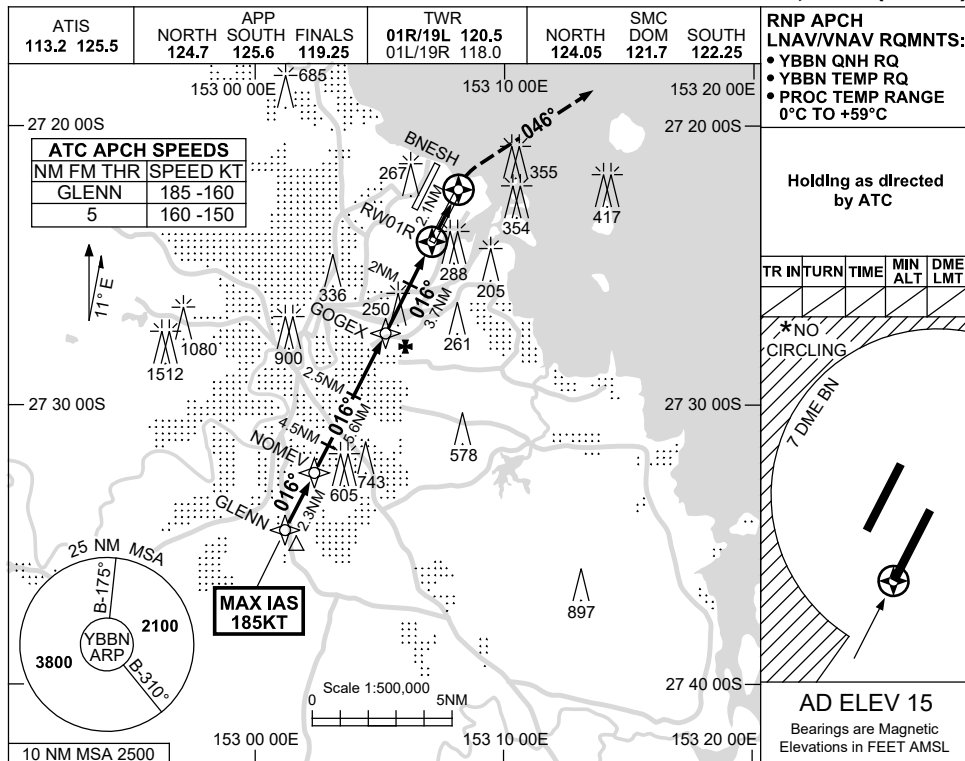 ATIS
113.2 125.5
APP
NORTH SOUTH FINALS
124.7 125.6 119.25
TWR
01R/19L 120.5
01L/19R 118.0
SMC
NORTH DOM SOUTH
124.05 121.7 122.25
RNP APCH
LNAV/VNAV RQMNTS:
• YBBN QNH RQ
• YBBN TEMP RQ
• PROC TEMP RANGE
0°C TO +59°C
Holding as directed
by ATC
TR IN TURN TIME MIN ALT DME LMT
*NO
CIRCLING
7 DME BN
AD ELEV 15
Bearings are Magnetic
Elevations in FEET AMSL
153 00 00E
153 10 00E
153 20 00E
685
27 20 00S
27 20 00S
ATC APCH SPEEDS
NM FM THR SPEED KT
GLENN 185 -160
5 160 -150
11° E
BNESH
046°
267
355
354
417
2.1NM
RW01R
288
205
336
2NM
016°
3.7NM
250
GOGEX
261
1080
1512
900
27 30 00S
27 30 00S
2.5NM
016°
5.6NM
4.5NM
NOMEV
578
743
605
016°
2.3NM
GLENN
MAX IAS
185KT
897
25 NM MSA
B-175°
YBBN
ARP
2100
3800
B-310°
Scale 1:500,000
0 5NM
27 40 00S
10 NM MSA 2500
153 00 00E
153 10 00E
153 20 00E